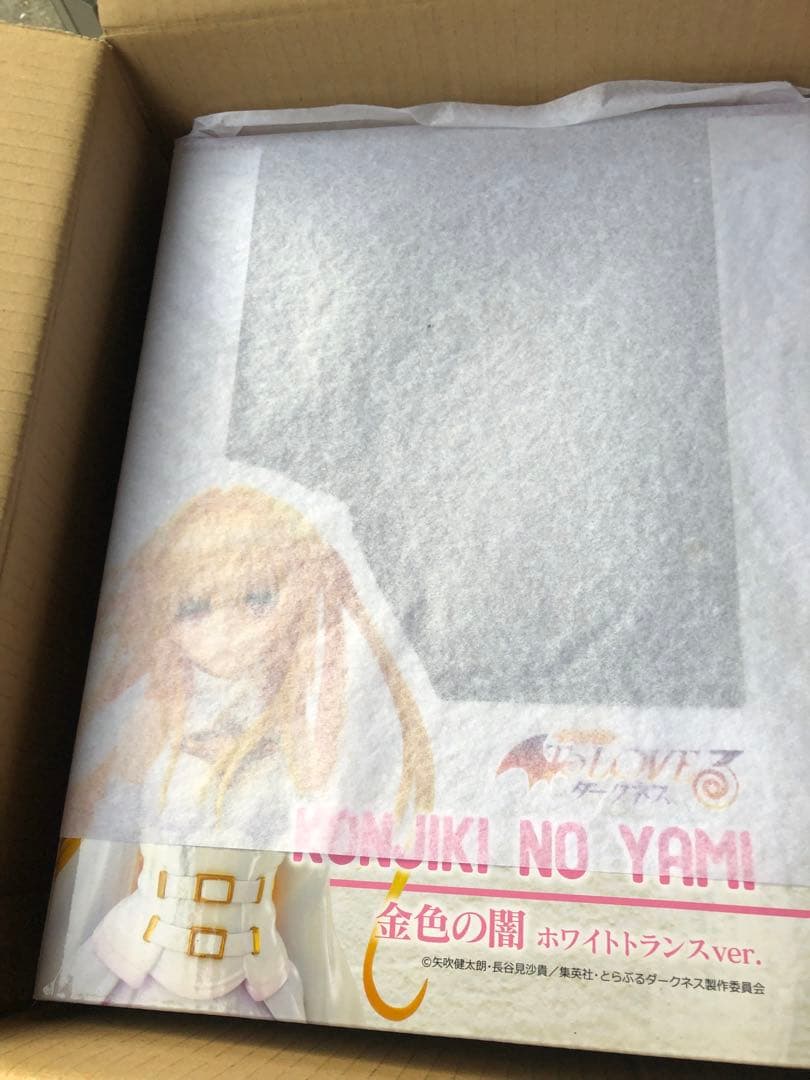 To LOVEる
ダークネス
KONJIKI NO YAMI
金色の闇 ホワイトトランスver.
©矢吹健太朗・長谷見沙貴／集英社・とらぶるダークネス製作委員会